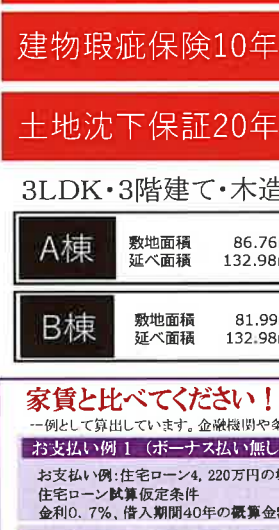 建物瑕疵保険10年
土地沈下保証20年
3LDK・3階建て・木造
A棟 敷地面積 86.76
延べ面積 132.98
B棟 敷地面積 81.99
延べ面積 132.98
家賃と比べてください！
一例として算出しています。金融機関や条
お支払い例1（ボーナス払い無し
お支払い例:住宅ローン4,220万円の
住宅ローン試算仮定条件
金利0.7%、借入期間40年の概算金